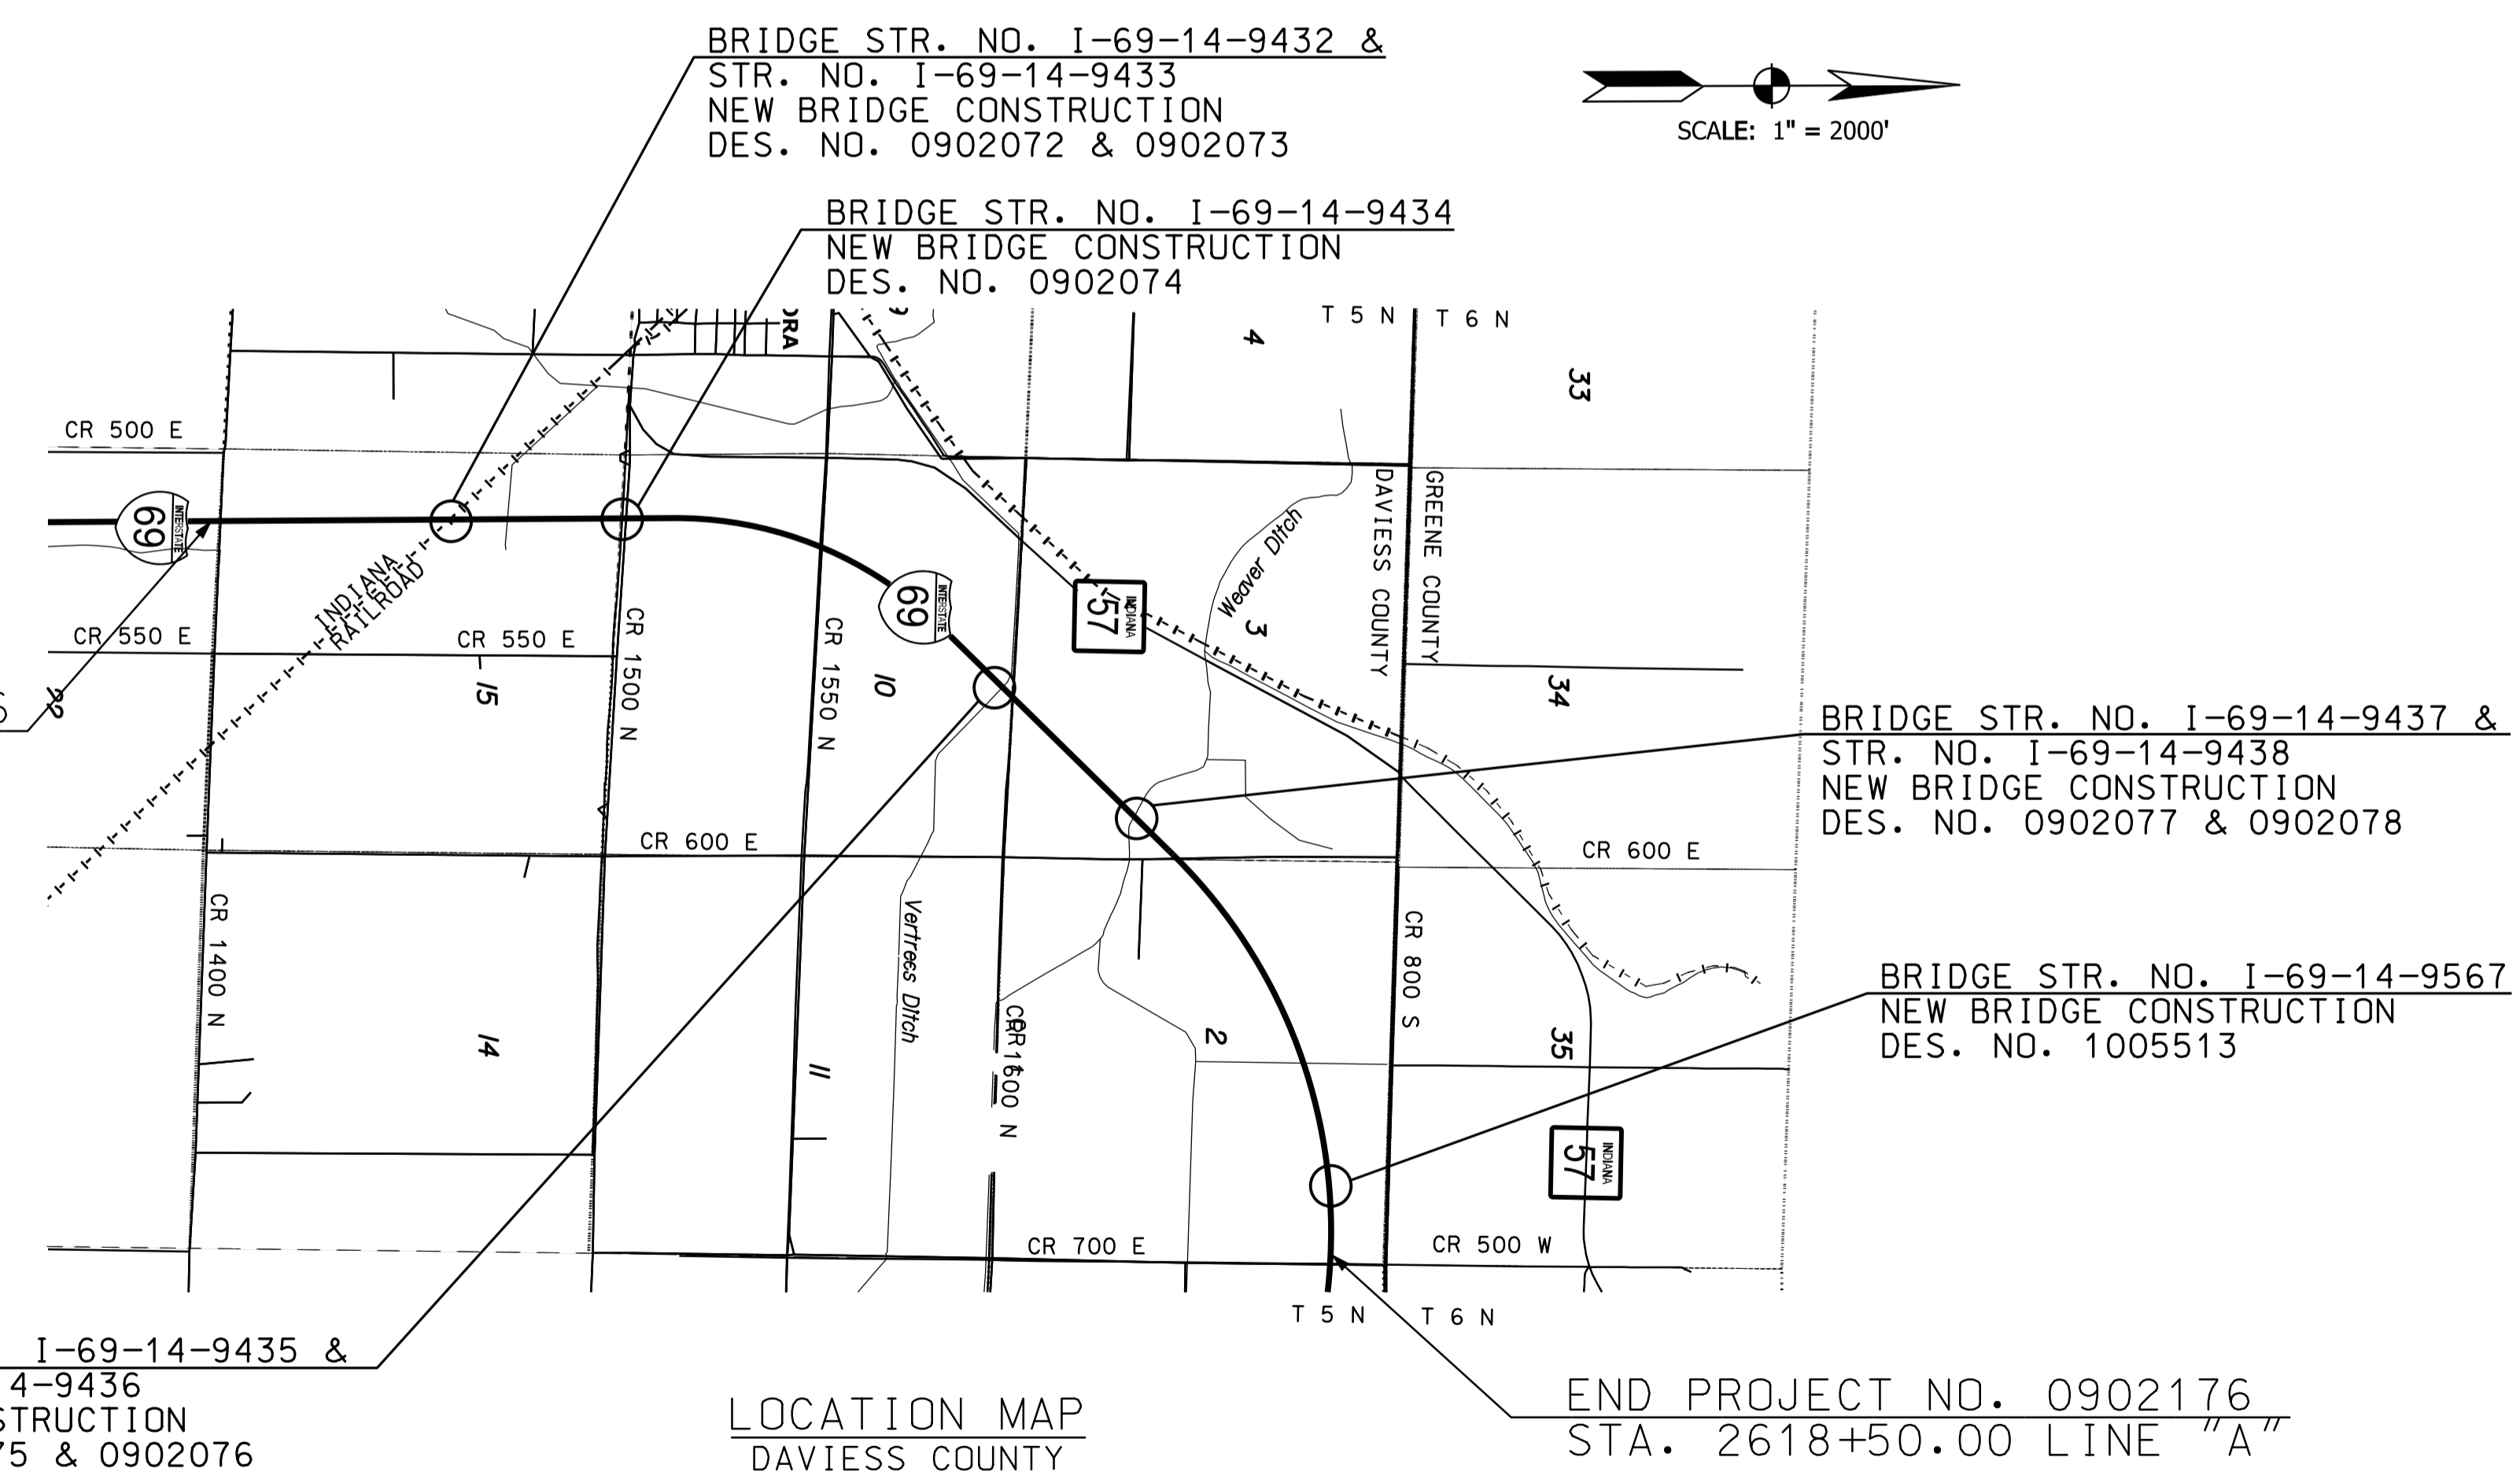 BRIDGE STR. NO. I-69-14-9432 &
STR. NO. I-69-14-9433
NEW BRIDGE CONSTRUCTION
DES. NO. 0902072 & 0902073
SCALE: 1" = 2000'
BRIDGE STR. NO. I-69-14-9434
NEW BRIDGE CONSTRUCTION
DES. NO. 0902074
T 5 N
T 6 N
ORA
9
4
33
CR 500 E
INTERSTATE
69
INDIANA
RAILROAD
CR 550 E
CR 550 E
22
15
CR 1500 N
CR 1550 N
10
INTERSTATE
69
INDIANA
57
Weaver Ditch
3
DAVIESS COUNTY
GREENE COUNTY
34
BRIDGE STR. NO. I-69-14-9437 &
STR. NO. I-69-14-9438
NEW BRIDGE CONSTRUCTION
DES. NO. 0902077 & 0902078
CR 600 E
CR 600 E
CR 1400 N
14
11
Vertrees Ditch
CR 1600 N
2
CR 800 S
35
BRIDGE STR. NO. I-69-14-9567
NEW BRIDGE CONSTRUCTION
DES. NO. 1005513
INDIANA
57
CR 700 E
CR 500 W
T 5 N
T 6 N
I-69-14-9435 &
4-9436
STRUCTION
75 & 0902076
LOCATION MAP
DAVIESS COUNTY
END PROJECT NO. 0902176
STA. 2618+50.00 LINE "A"